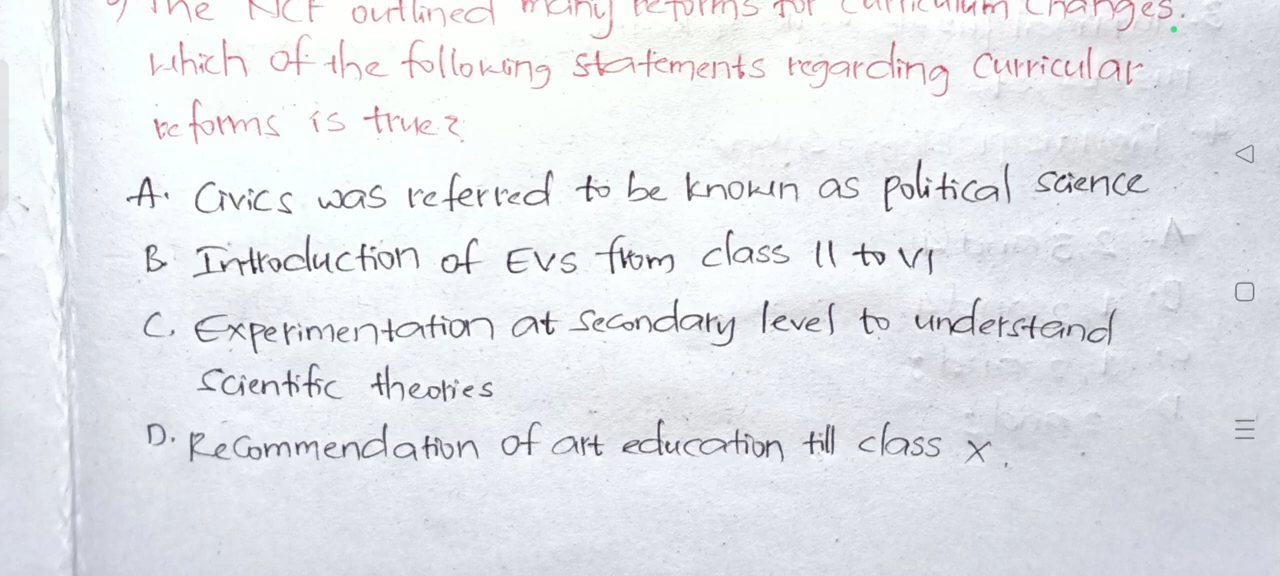 The NCF outlined many reforms for curriculum changes.
which of the following statements regarding curricular
reforms is true?
A. Civics was referred to be known as political science
B Introduction of EVS from class II to VI
C. Experimentation at secondary level to understand
Scientific theories
D. Recommendation of art education till class X.